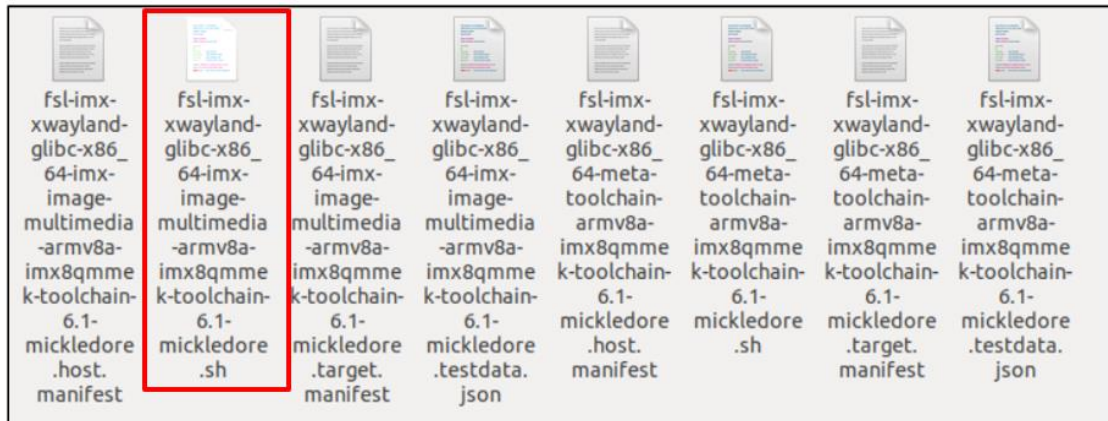 fsl-imx-
xwayland-
glibc-x86_
64-imx-
image-
multimedia
-armv8a-
imx8qmme
k-toolchain-
6.1-
mickledore
.host.
manifest
fsl-imx-
xwayland-
glibc-x86_
64-imx-
image-
multimedia
-armv8a-
imx8qmme
k-toolchain-
6.1-
mickledore
.sh
fsl-imx-
xwayland-
glibc-x86_
64-imx-
image-
multimedia
-armv8a-
imx8qmme
k-toolchain-
6.1-
mickledore
.target.
manifest
fsl-imx-
xwayland-
glibc-x86_
64-imx-
image-
multimedia
-armv8a-
imx8qmme
k-toolchain-
6.1-
mickledore
.testdata.
json
fsl-imx-
xwayland-
glibc-x86_
64-meta-
toolchain-
armv8a-
imx8qmme
k-toolchain-
6.1-
mickledore
.host.
manifest
fsl-imx-
xwayland-
glibc-x86_
64-meta-
toolchain-
armv8a-
imx8qmme
k-toolchain-
6.1-
mickledore
.sh
fsl-imx-
xwayland-
glibc-x86_
64-meta-
toolchain-
armv8a-
imx8qmme
k-toolchain-
6.1-
mickledore
.target.
manifest
fsl-imx-
xwayland-
glibc-x86_
64-meta-
toolchain-
armv8a-
imx8qmme
k-toolchain-
6.1-
mickledore
.testdata.
json